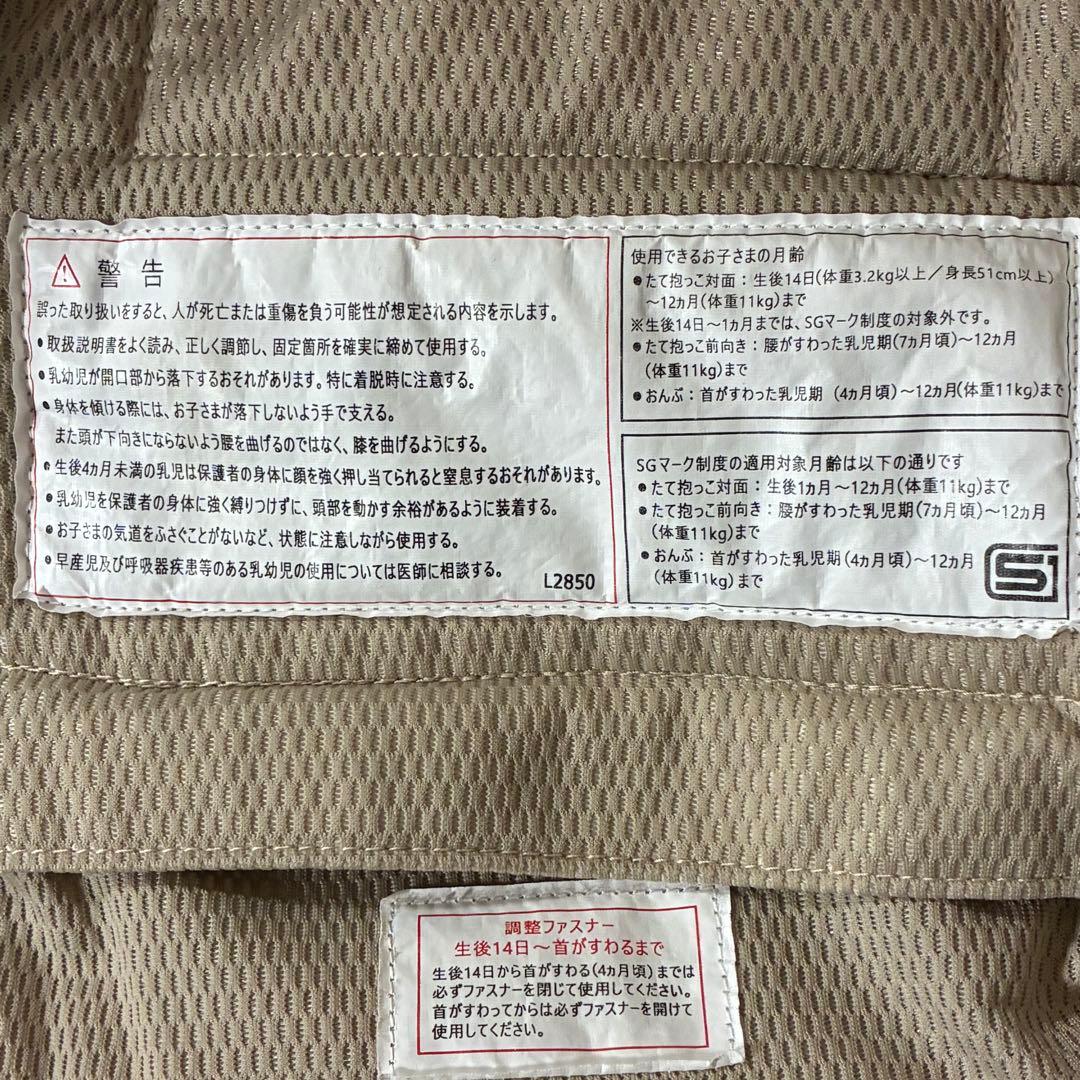 警告
誤った取り扱いをすると、人が死亡または重傷を負う可能性が想定される内容を示します。
●取扱説明書をよく読み、正しく調節し、固定箇所を確実に締めて使用する。
●乳幼児が開口部から落下するおそれがあります。特に着脱時に注意する。
●身体を傾ける際には、お子さまが落下しないよう手で支える。
また頭が下向きにならないよう腰を曲げるのではなく、膝を曲げるようにする。
●生後4カ月未満の乳児は保護者の身体に顔を強く押し当てられると窒息するおそれがあります。
●乳幼児を保護者の身体に強く縛りつけずに、頭部を動かす余裕があるように装着する。
●お子さまの気道をふさぐことがないなど、状態に注意しながら使用する。
●早産児及び呼吸器疾患等のある乳幼児の使用については医師に相談する。
L2850
使用できるお子さまの月齢
●たて抱っこ対面：生後14日(体重3.2kg以上／身長51cm以上)
～12カ月(体重11kg)まで
※生後14日～1カ月までは、SGマーク制度の対象外です。
●たて抱っこ前向き：腰がすわった乳児期(7カ月頃)～12カ月
(体重11kg)まで
●おんぶ：首がすわった乳児期 (4カ月頃)～12カ月(体重11kg)まで
SGマーク制度の適用対象月齢は以下の通りです
●たて抱っこ対面：生後1カ月～12カ月(体重11kg)まで
●たて抱っこ前向き：腰がすわった乳児期(7カ月頃)～12カ月
(体重11kg)まで
●おんぶ：首がすわった乳児期(4カ月頃)～12カ月
(体重11kg)まで
SG
調整ファスナー
生後14日～首がすわるまで
生後14日から首がすわる(4カ月頃)までは
必ずファスナーを閉じて使用してください。
首がすわってからは必ずファスナーを開けて
使用してください。